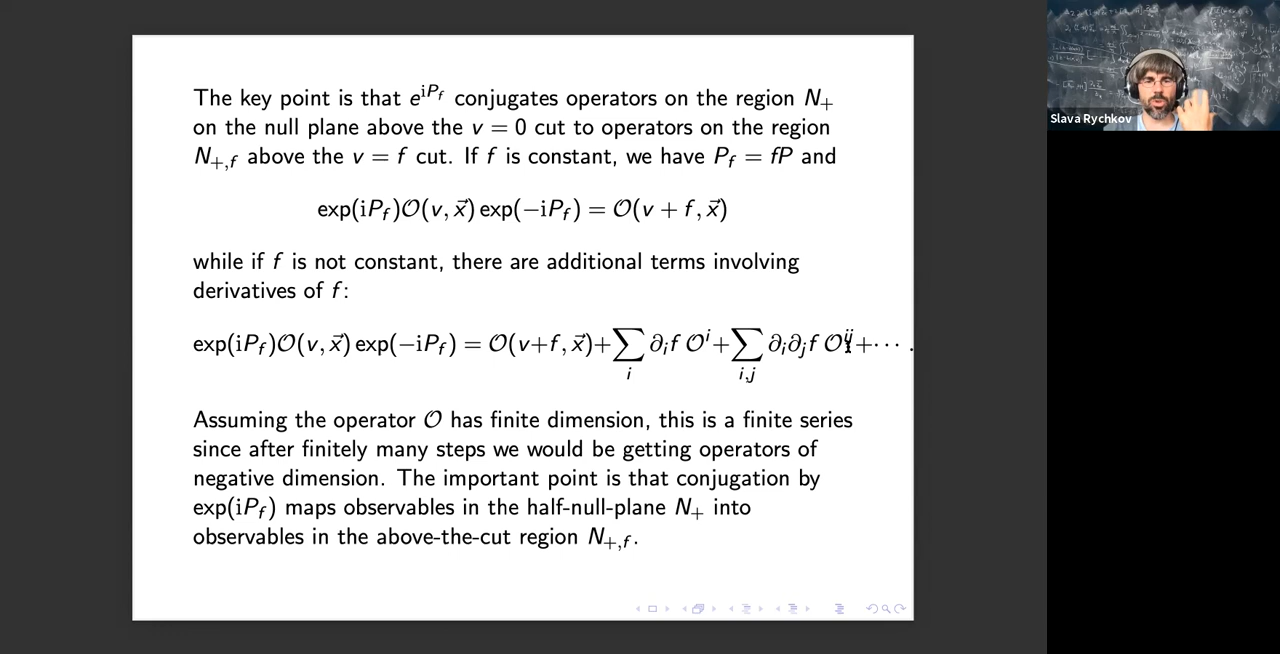 The key point is that e^{iP_f} conjugates operators on the region N_+
on the null plane above the v = 0 cut to operators on the region
N_{+,f} above the v = f cut. If f is constant, we have P_f = fP and
exp(iP_f)𝒪(v, x⃗) exp(−iP_f) = 𝒪(v + f, x⃗)
while if f is not constant, there are additional terms involving
derivatives of f:
exp(iP_f)𝒪(v, x⃗) exp(−iP_f) = 𝒪(v+f, x⃗)+∑_i ∂_i f 𝒪^i+∑_{i,j} ∂_i∂_j f 𝒪^{ij}+⋯ .
Assuming the operator 𝒪 has finite dimension, this is a finite series
since after finitely many steps we would be getting operators of
negative dimension. The important point is that conjugation by
exp(iP_f) maps observables in the half-null-plane N_+ into
observables in the above-the-cut region N_{+,f}.
Slava Rychkov